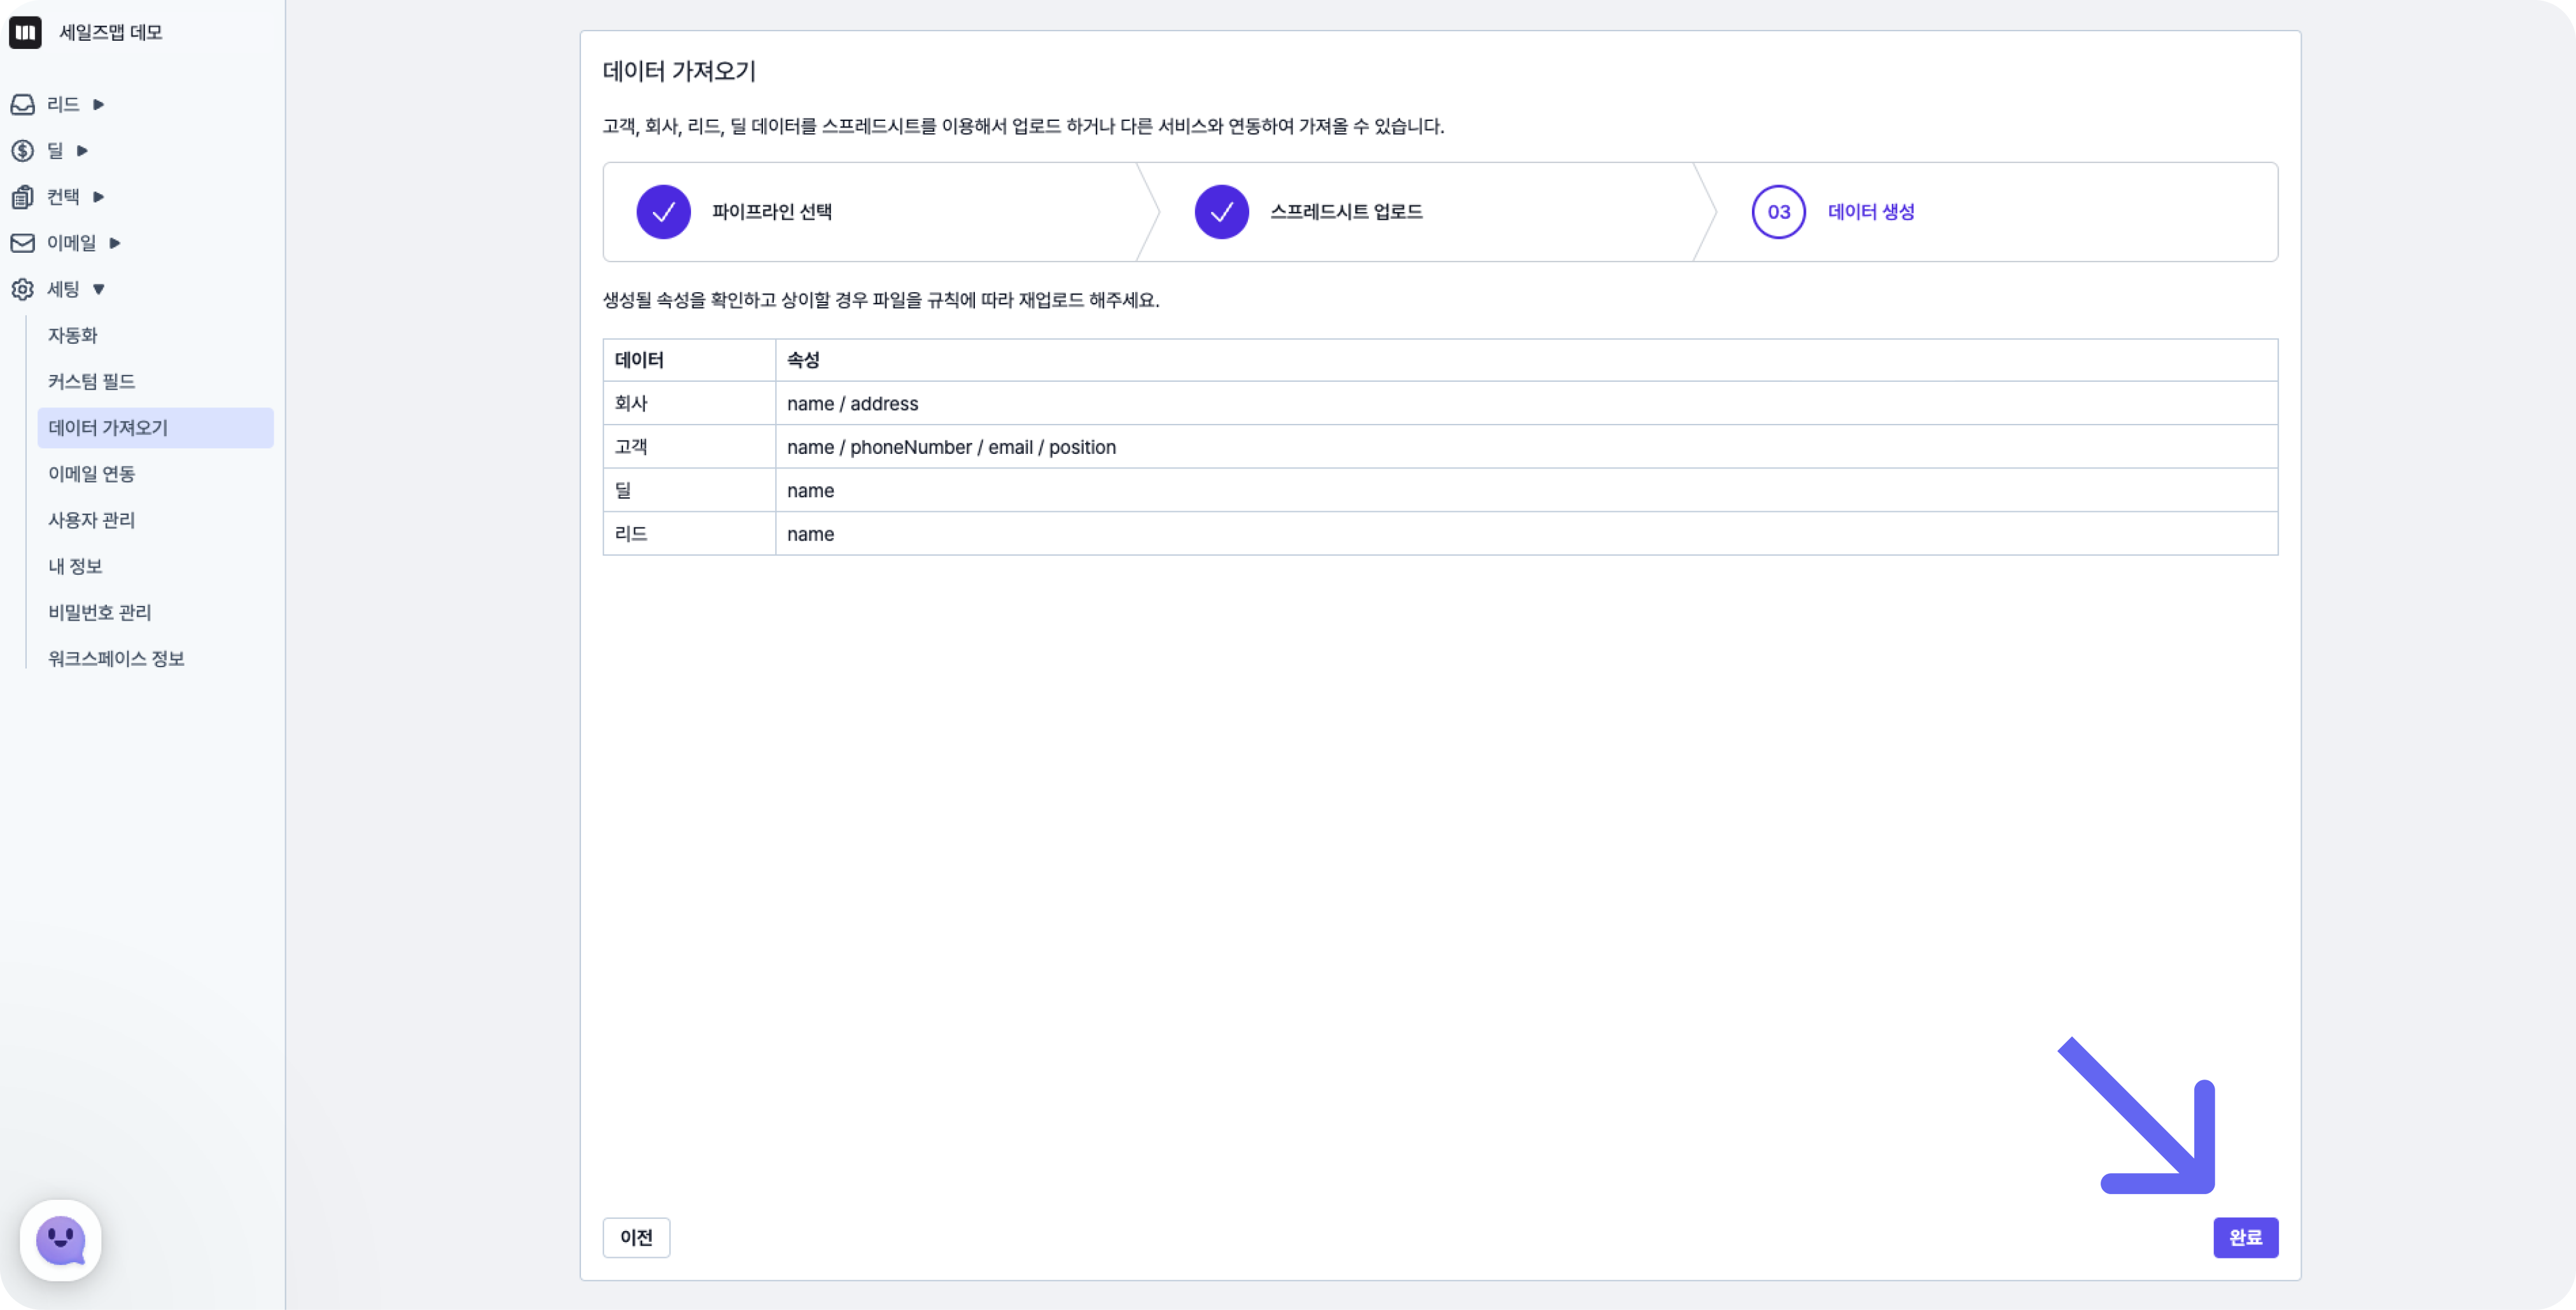 세일즈맵 데모
리드
딜
컨택
이메일
세팅
자동화
커스텀 필드
데이터 가져오기
이메일 연동
사용자 관리
내 정보
비밀번호 관리
워크스페이스 정보
데이터 가져오기
고객, 회사, 리드, 딜 데이터를 스프레드시트를 이용해서 업로드 하거나 다른 서비스와 연동하여 가져올 수 있습니다.
파이프라인 선택
스프레드시트 업로드
03 데이터 생성
생성될 속성을 확인하고 상이할 경우 파일을 규칙에 따라 재업로드 해주세요.
데이터 속성
회사 name / address
고객 name / phoneNumber / email / position
딜 name
리드 name
이전
완료